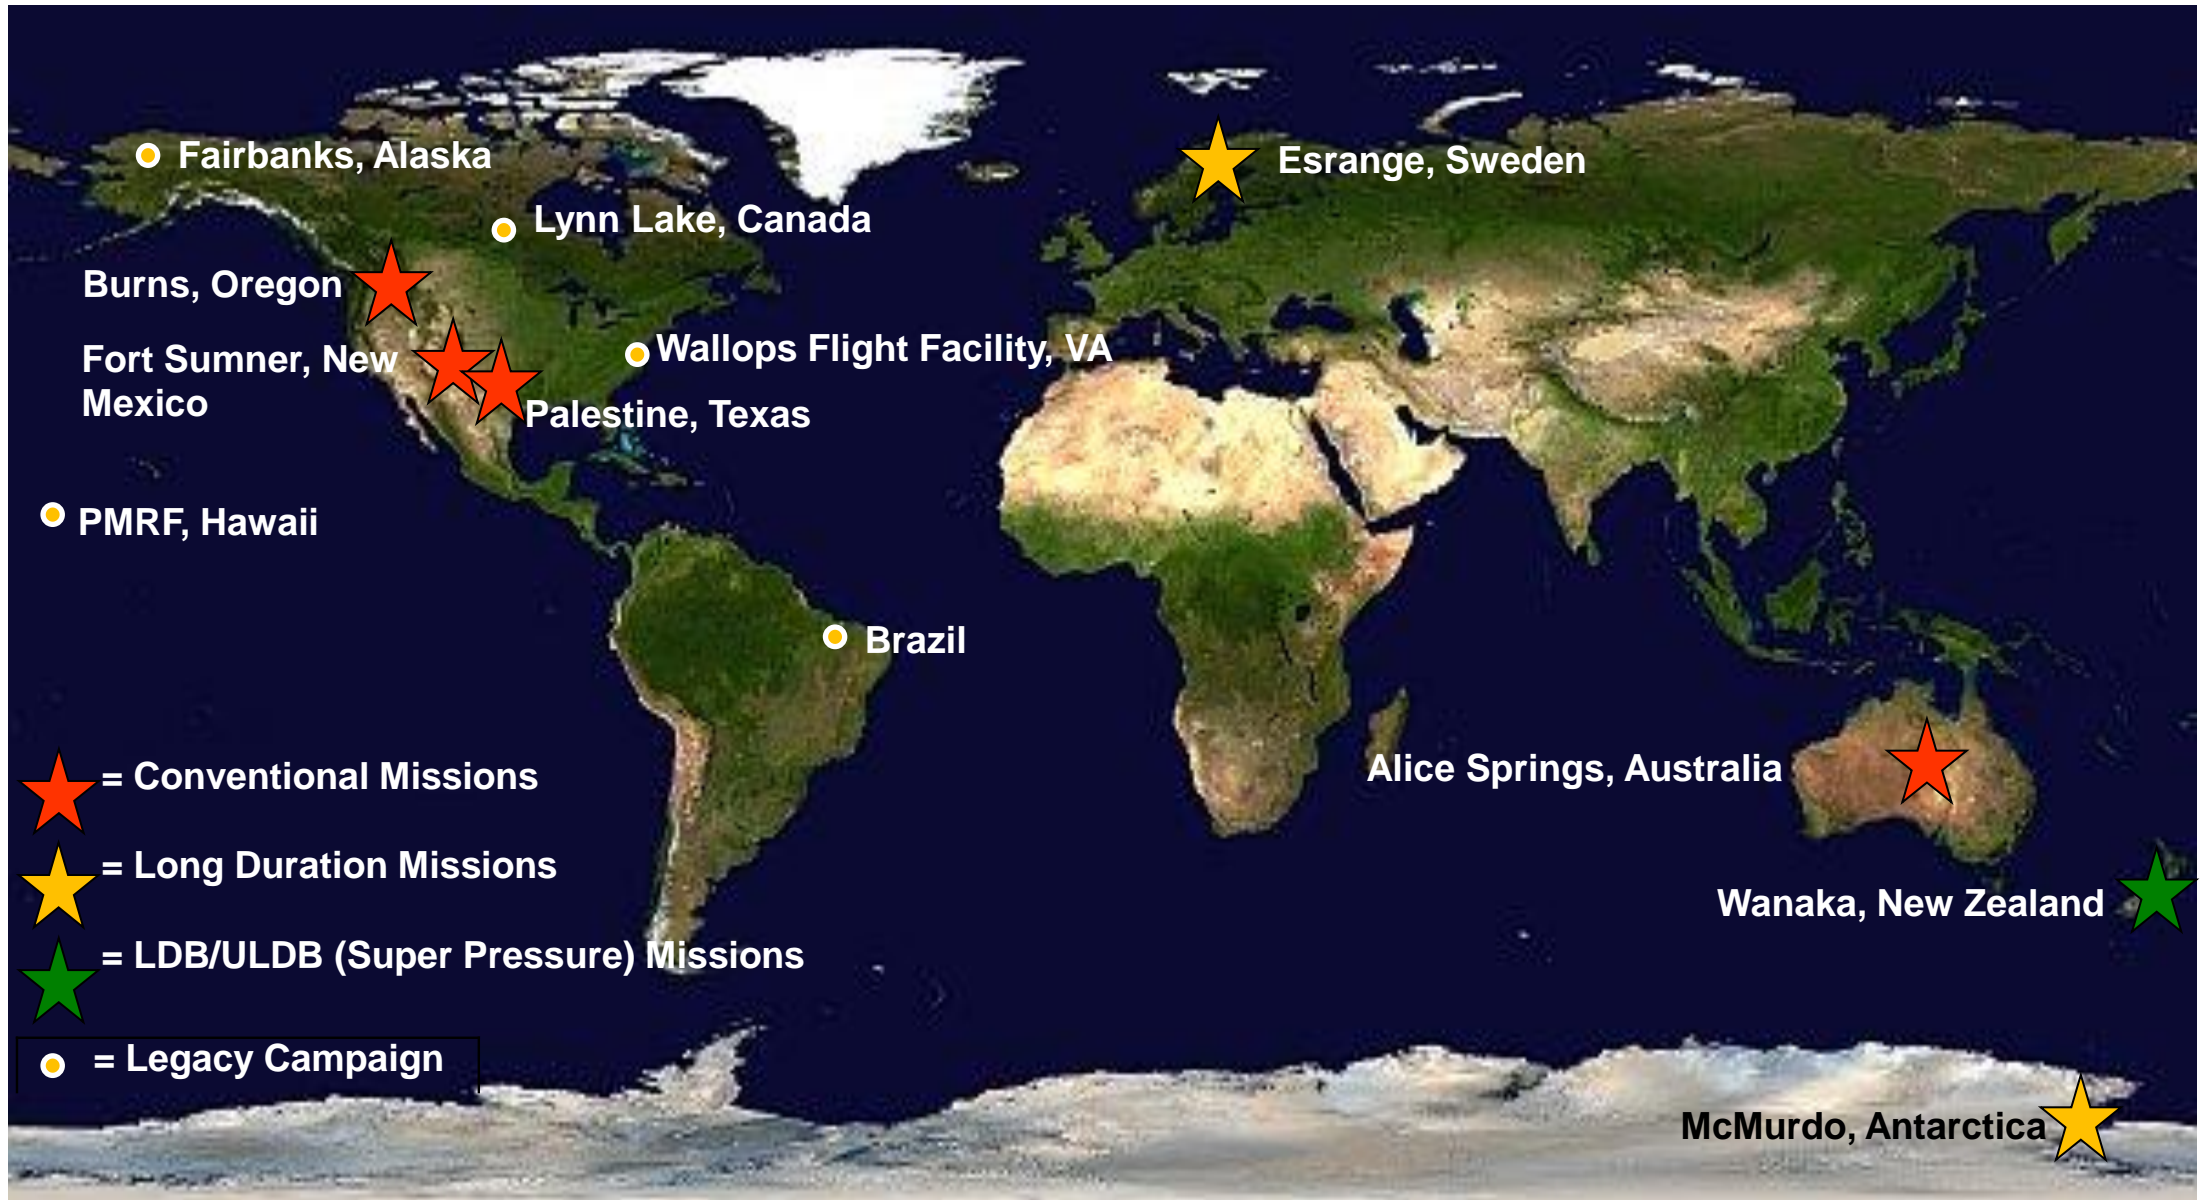 Fairbanks, Alaska
Esrange, Sweden
Lynn Lake, Canada
Burns, Oregon
Wallops Flight Facility, VA
Fort Sumner, New
Mexico
Palestine, Texas
PMRF, Hawaii
Brazil
Alice Springs, Australia
= Conventional Missions
= Long Duration Missions
Wanaka, New Zealand
= LDB/ULDB (Super Pressure) Missions
= Legacy Campaign
McMurdo, Antarctica